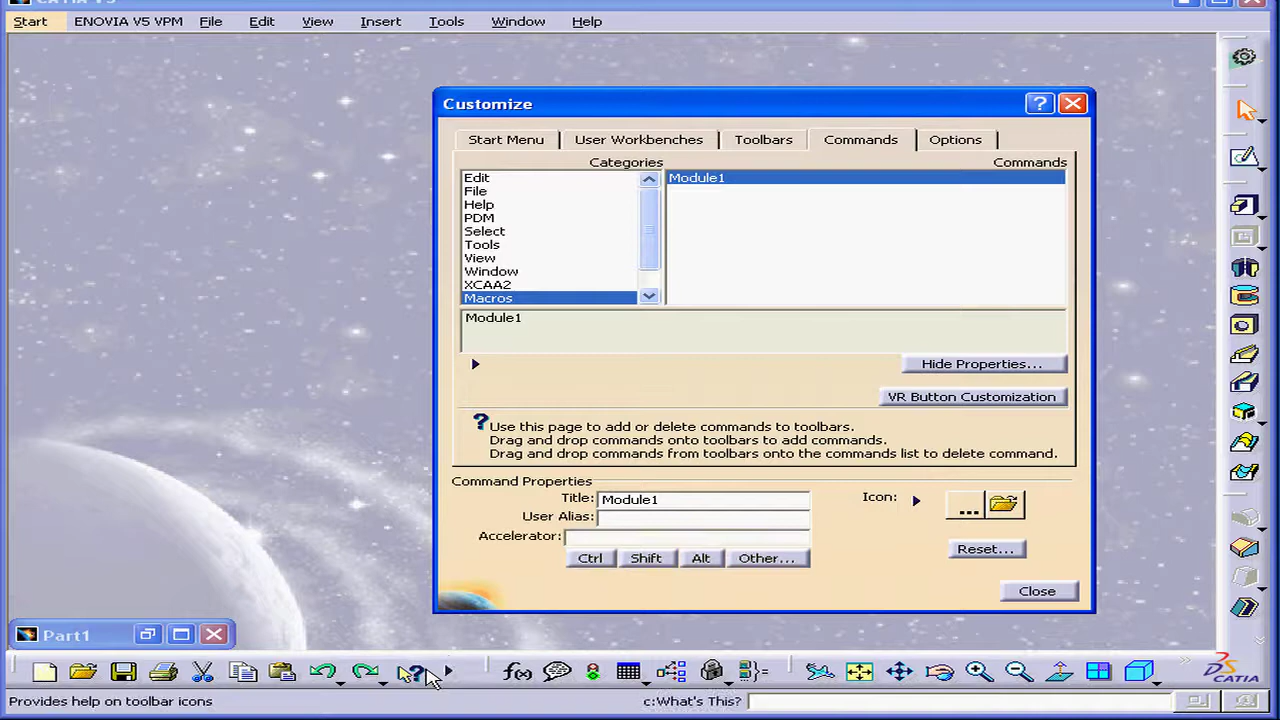 CATIA V5
Start ENOVIA V5 VPM File Edit View Insert Tools Window Help
Customize
Start Menu User Workbenches Toolbars Commands Options
Categories Commands
Edit
File
Help
PDM
Select
Tools
View
Window
XCAA2
Macros
Module1
Module1
Hide Properties...
VR Button Customization
Use this page to add or delete commands to toolbars.
Drag and drop commands onto toolbars to add commands.
Drag and drop commands from toolbars onto the commands list to delete command.
Command Properties
Title: Module1
User Alias:
Accelerator:
Ctrl Shift Alt Other...
Icon: ...
Reset...
Close
Part1
f(x)
CATIA
Provides help on toolbar icons
c:What's This?